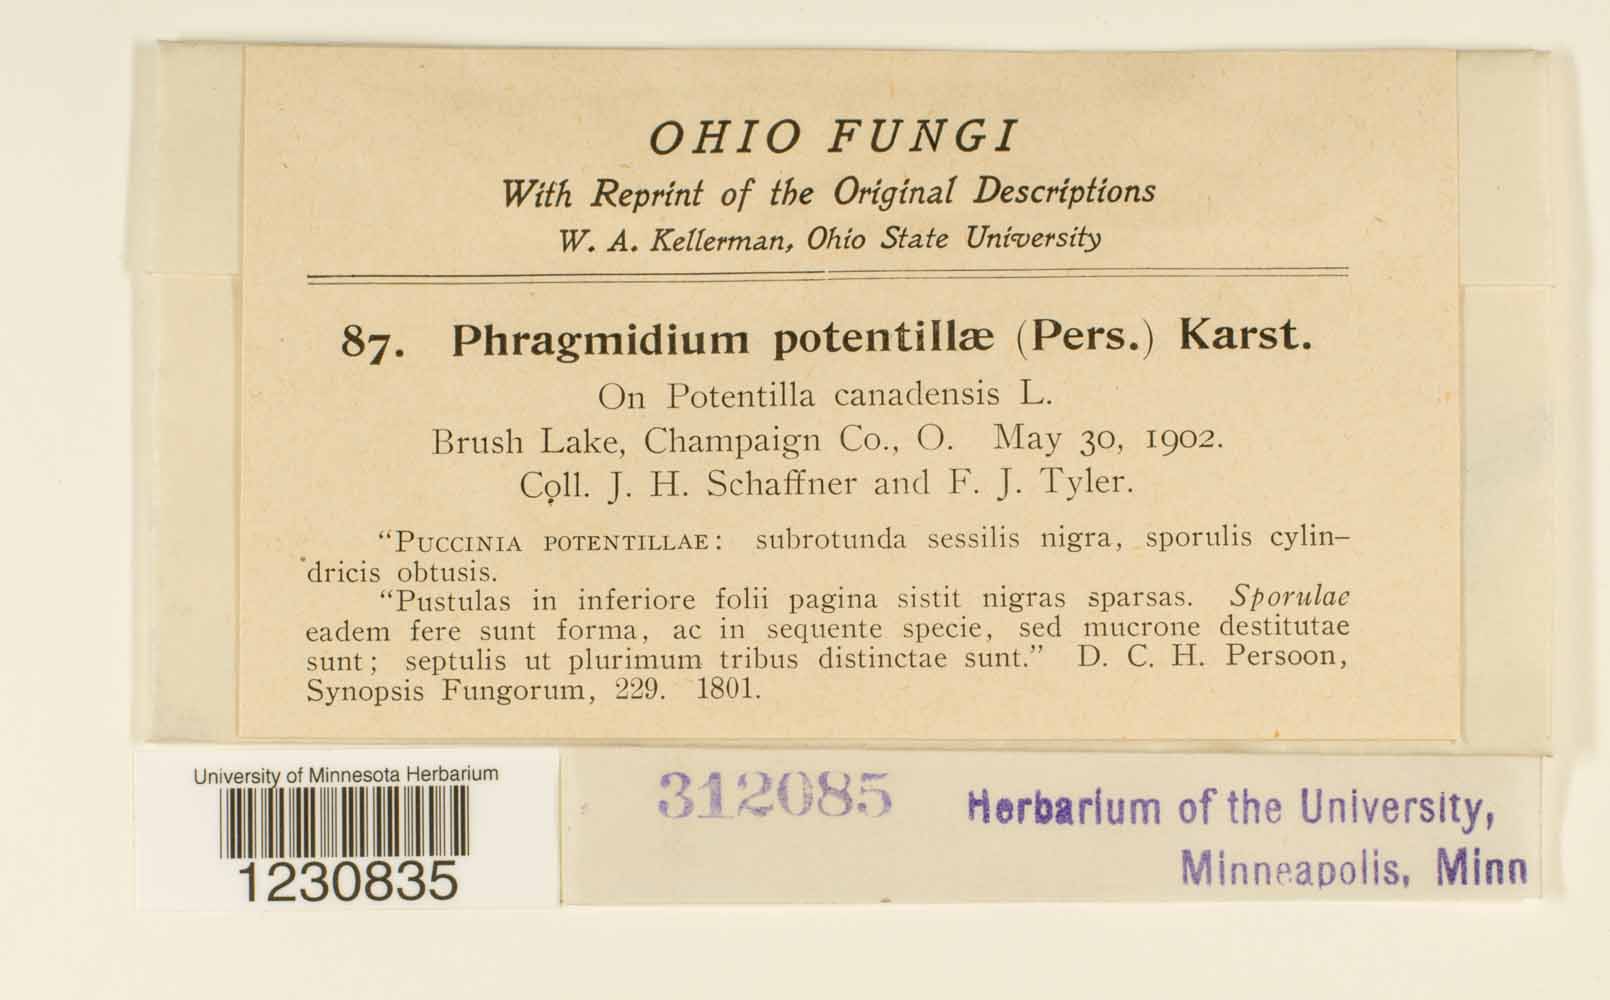 OHIO FUNGI
With Reprint of the Original Descriptions
W. A. Kellerman, Ohio State University
87. Phragmidium potentillæ (Pers.) Karst.
On Potentilla canadensis L.
Brush Lake, Champaign Co., O. May 30, 1902.
Coll. J. H. Schaffner and F. J. Tyler.
“PUCCINIA POTENTILLAE: subrotunda sessilis nigra, sporulis cylin-
dricis obtusis.
“Pustulas in inferiore folii pagina sistit nigras sparsas. Sporulae
eadem fere sunt forma, ac in sequente specie, sed mucrone destitutae
sunt; septulis ut plurimum tribus distinctae sunt.” D. C. H. Persoon,
Synopsis Fungorum, 229. 1801.
University of Minnesota Herbarium
1230835
312085
Herbarium of the University,
Minneapolis, Minn